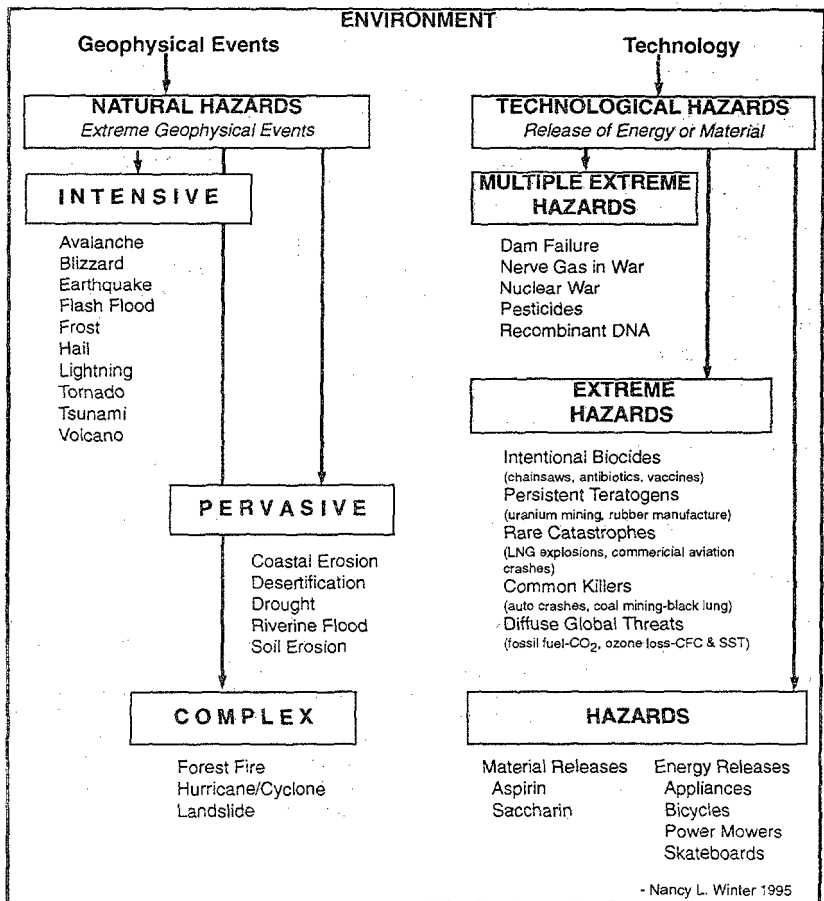 ENVIRONMENT
Geophysical Events
Technology
NATURAL HAZARDS
Extreme Geophysical Events
TECHNOLOGICAL HAZARDS
Release of Energy or Material
INTENSIVE
Avalanche
Blizzard
Earthquake
Flash Flood
Frost
Hail
Lightning
Tornado
Tsunami
Volcano
MULTIPLE EXTREME
HAZARDS
Dam Failure
Nerve Gas in War
Nuclear War
Pesticides
Recombinant DNA
EXTREME
HAZARDS
Intentional Biocides
(chainsaws, antibiotics, vaccines)
Persistent Teratogens
(uranium mining, rubber manufacture)
Rare Catastrophes
(LNG explosions, commericial aviation
crashes)
Common Killers
(auto crashes, coal mining-black lung)
Diffuse Global Threats
(fossil fuel-CO₂, ozone loss-CFC & SST)
PERVASIVE
Coastal Erosion
Desertification
Drought
Riverine Flood
Soil Erosion
COMPLEX
Forest Fire
Hurricane/Cyclone
Landslide
HAZARDS
Material Releases
Aspirin
Saccharin
Energy Releases
Appliances
Bicycles
Power Mowers
Skateboards
- Nancy L. Winter 1995